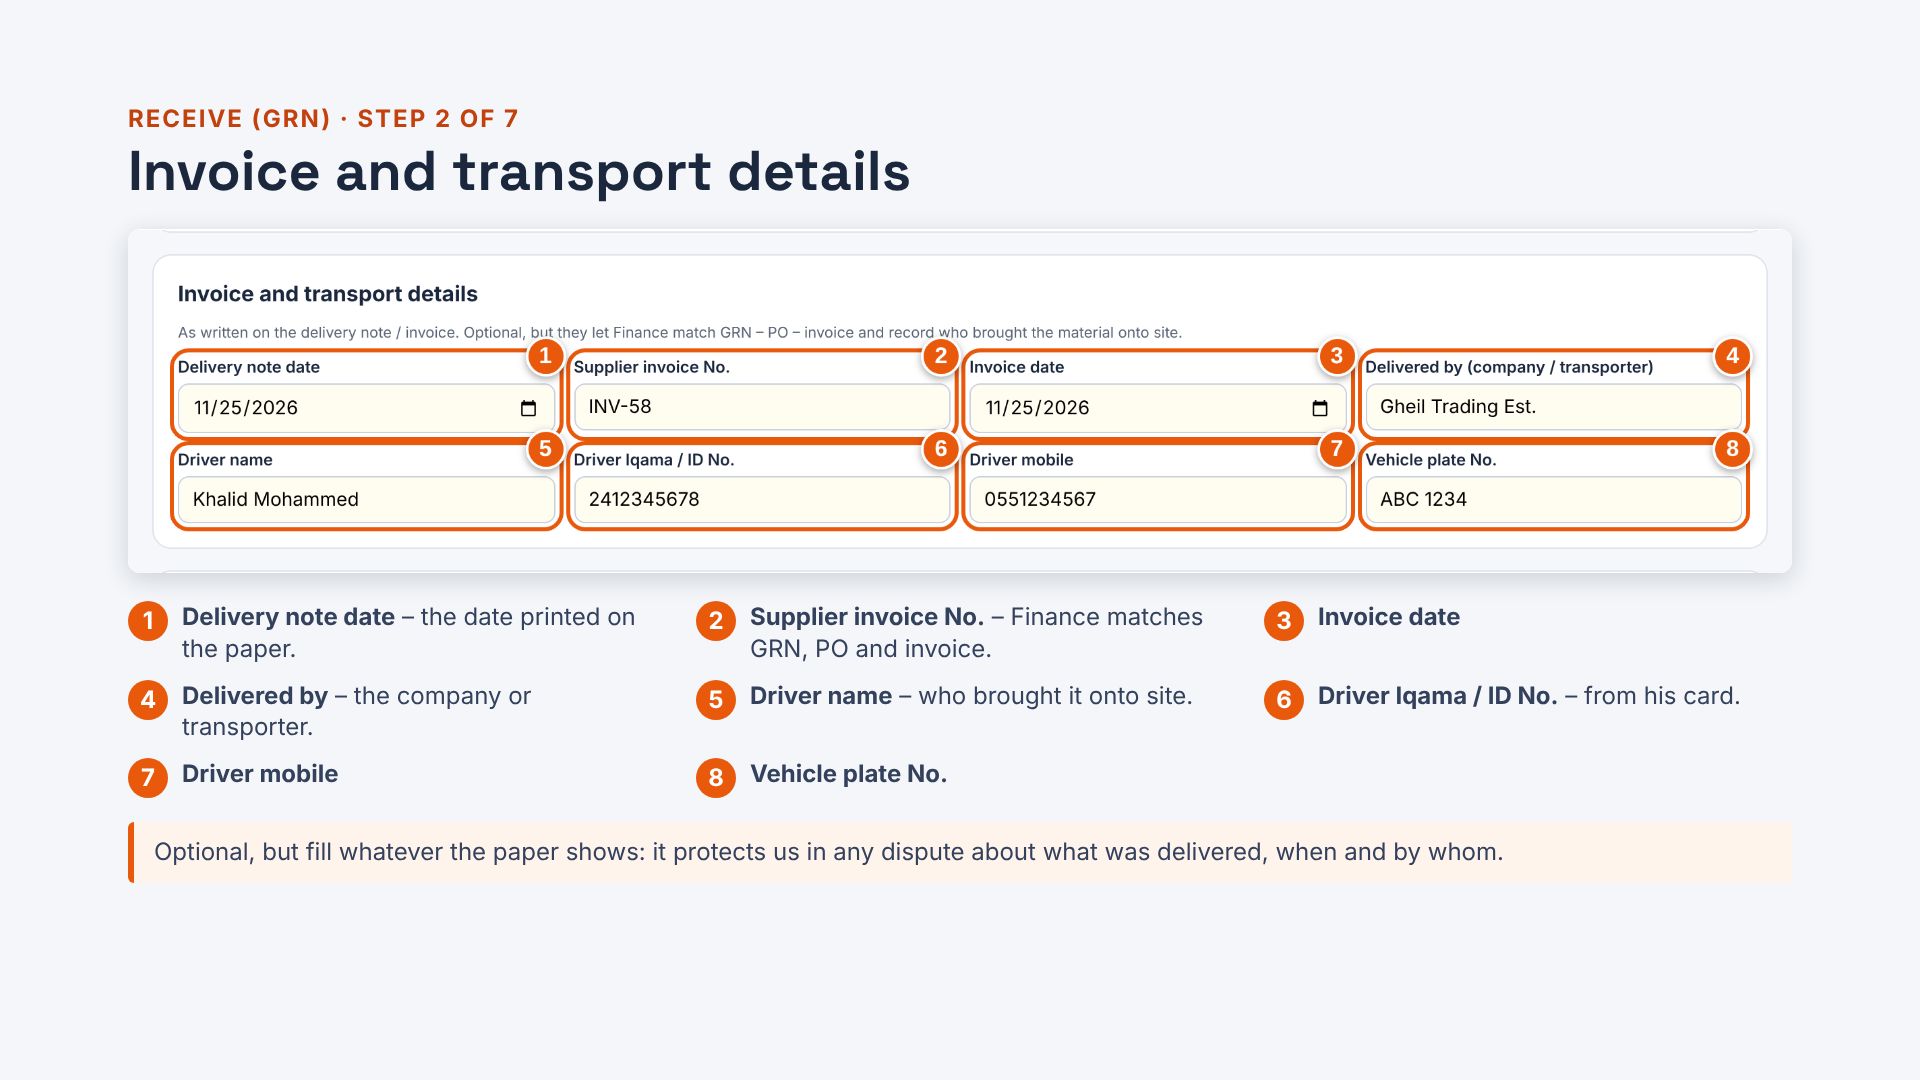 RECEIVE (GRN) · STEP 2 OF 7
Invoice and transport details
Invoice and transport details
As written on the delivery note / invoice. Optional, but they let Finance match GRN – PO – invoice and record who brought the material onto site.
1 2 3 4
Delivery note date Supplier invoice No. Invoice date Delivered by (company / transporter)
11/25/2026 INV-58 11/25/2026 Gheil Trading Est.
5 6 7 8
Driver name Driver Iqama / ID No. Driver mobile Vehicle plate No.
Khalid Mohammed 2412345678 0551234567 ABC 1234
1 Delivery note date – the date printed on
the paper.
2 Supplier invoice No. – Finance matches
GRN, PO and invoice.
3 Invoice date
4 Delivered by – the company or
transporter.
5 Driver name – who brought it onto site.
6 Driver Iqama / ID No. – from his card.
7 Driver mobile
8 Vehicle plate No.
Optional, but fill whatever the paper shows: it protects us in any dispute about what was delivered, when and by whom.